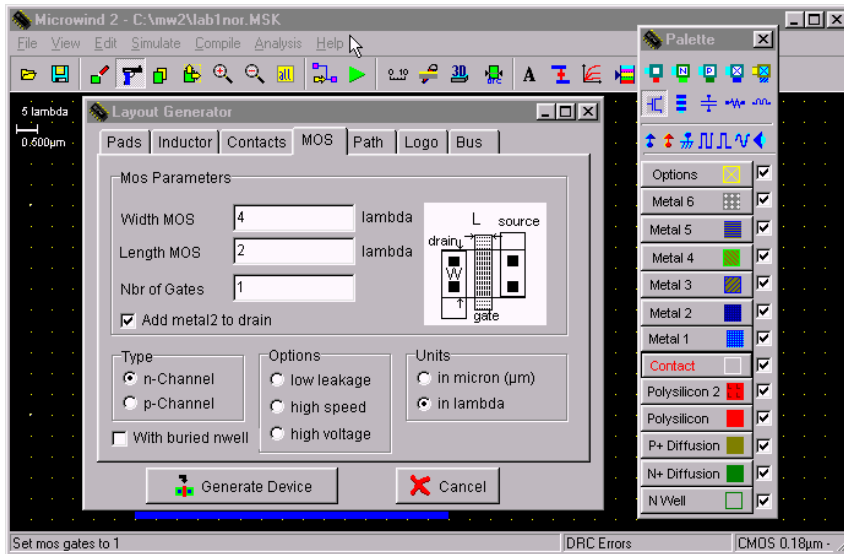 Microwind 2 - C:\mw2\lab1nor.MSK
File View Edit Simulate Compile Analysis Help
Palette
5 lambda
0.500µm
Layout Generator
Pads Inductor Contacts MOS Path Logo Bus
Mos Parameters
Width MOS 4 lambda
Length MOS 2 lambda
Nbr of Gates 1
Add metal2 to drain
L source
drain
W
gate
Type
n-Channel
p-Channel
With buried nwell
Options
low leakage
high speed
high voltage
Units
in micron (µm)
in lambda
Generate Device
Cancel
Options
Metal 6
Metal 5
Metal 4
Metal 3
Metal 2
Metal 1
Contact
Polysilicon 2
Polysilicon
P+ Diffusion
N+ Diffusion
N Well
Set mos gates to 1
DRC Errors
CMOS 0.18µm -